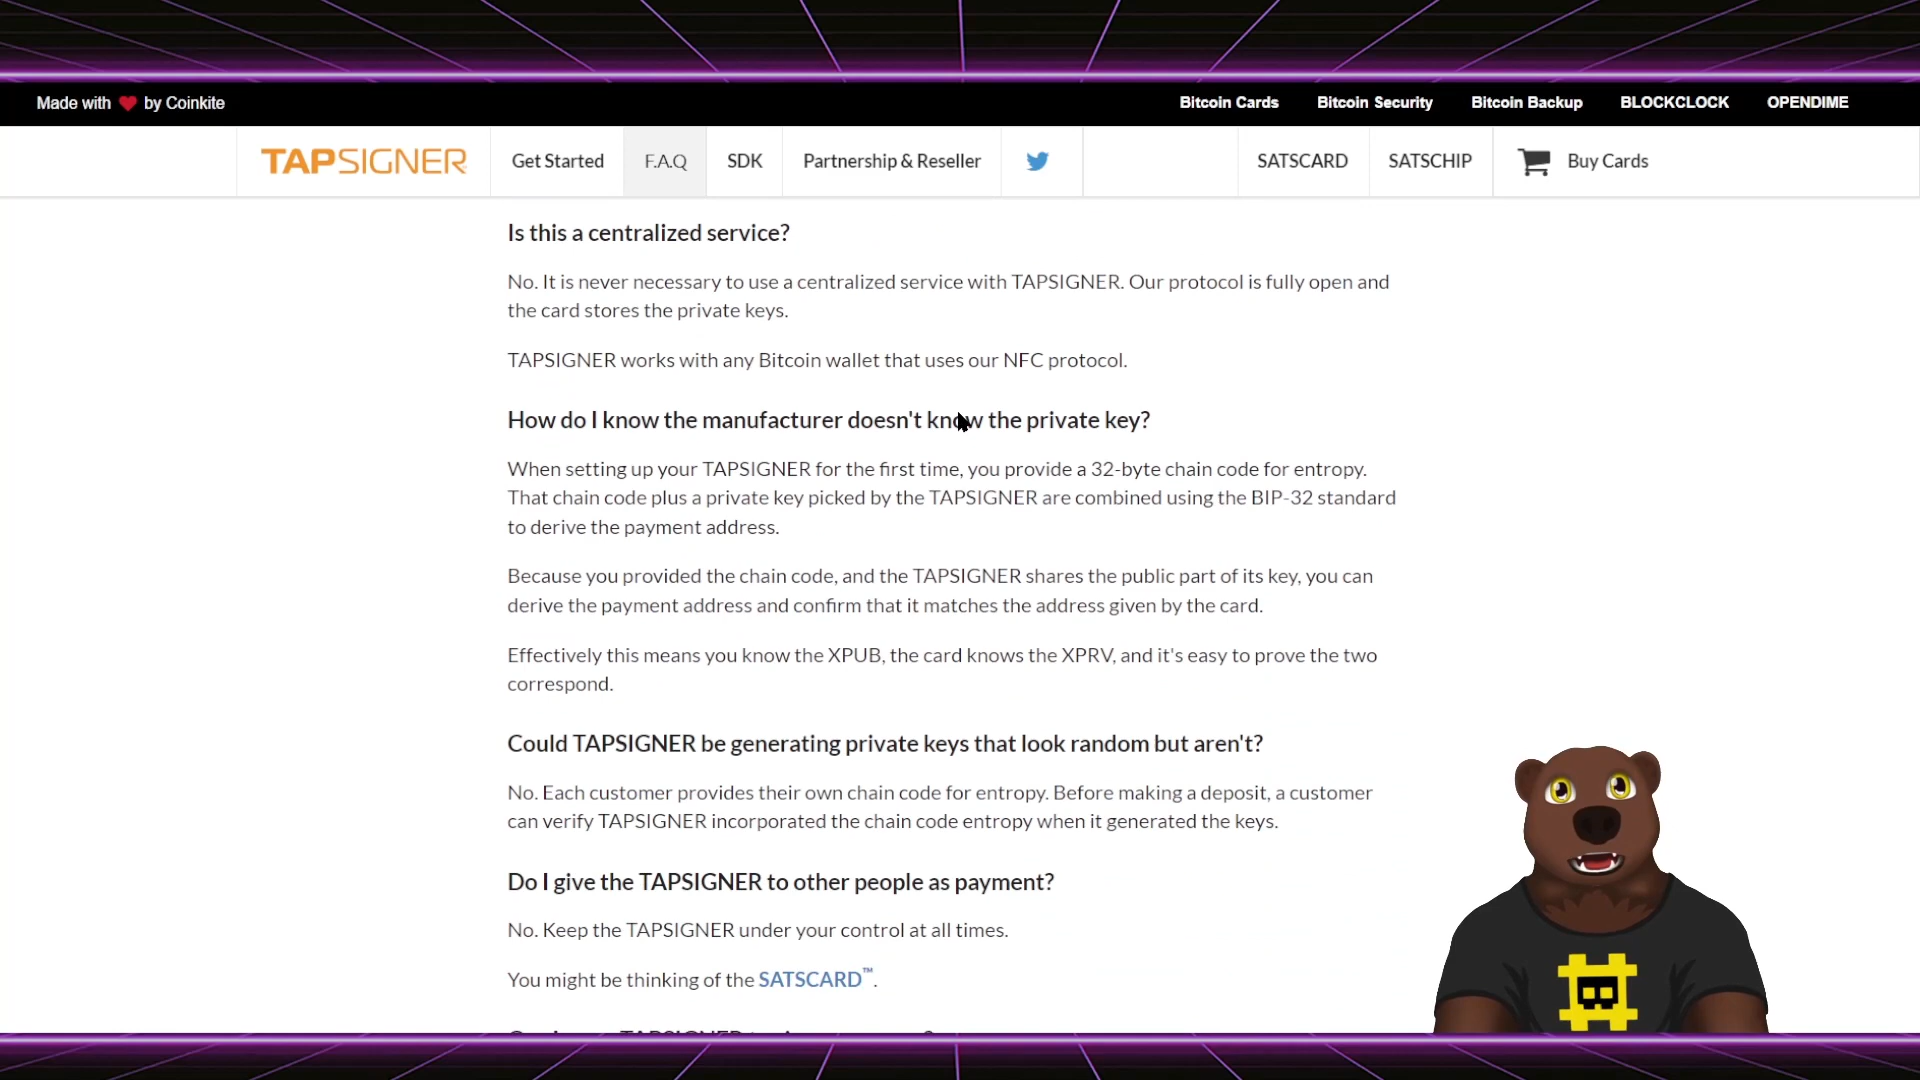 Made with by Coinkite
Bitcoin Cards Bitcoin Security Bitcoin Backup BLOCKCLOCK OPENDIME
TAPSIGNER Get Started F.A.Q SDK Partnership & Reseller SATSCARD SATSCHIP Buy Cards
Is this a centralized service?
No. It is never necessary to use a centralized service with TAPSIGNER. Our protocol is fully open and
the card stores the private keys.
TAPSIGNER works with any Bitcoin wallet that uses our NFC protocol.
How do I know the manufacturer doesn't know the private key?
When setting up your TAPSIGNER for the first time, you provide a 32-byte chain code for entropy.
That chain code plus a private key picked by the TAPSIGNER are combined using the BIP-32 standard
to derive the payment address.
Because you provided the chain code, and the TAPSIGNER shares the public part of its key, you can
derive the payment address and confirm that it matches the address given by the card.
Effectively this means you know the XPUB, the card knows the XPRV, and it's easy to prove the two
correspond.
Could TAPSIGNER be generating private keys that look random but aren't?
No. Each customer provides their own chain code for entropy. Before making a deposit, a customer
can verify TAPSIGNER incorporated the chain code entropy when it generated the keys.
Do I give the TAPSIGNER to other people as payment?
No. Keep the TAPSIGNER under your control at all times.
You might be thinking of the SATSCARD™.